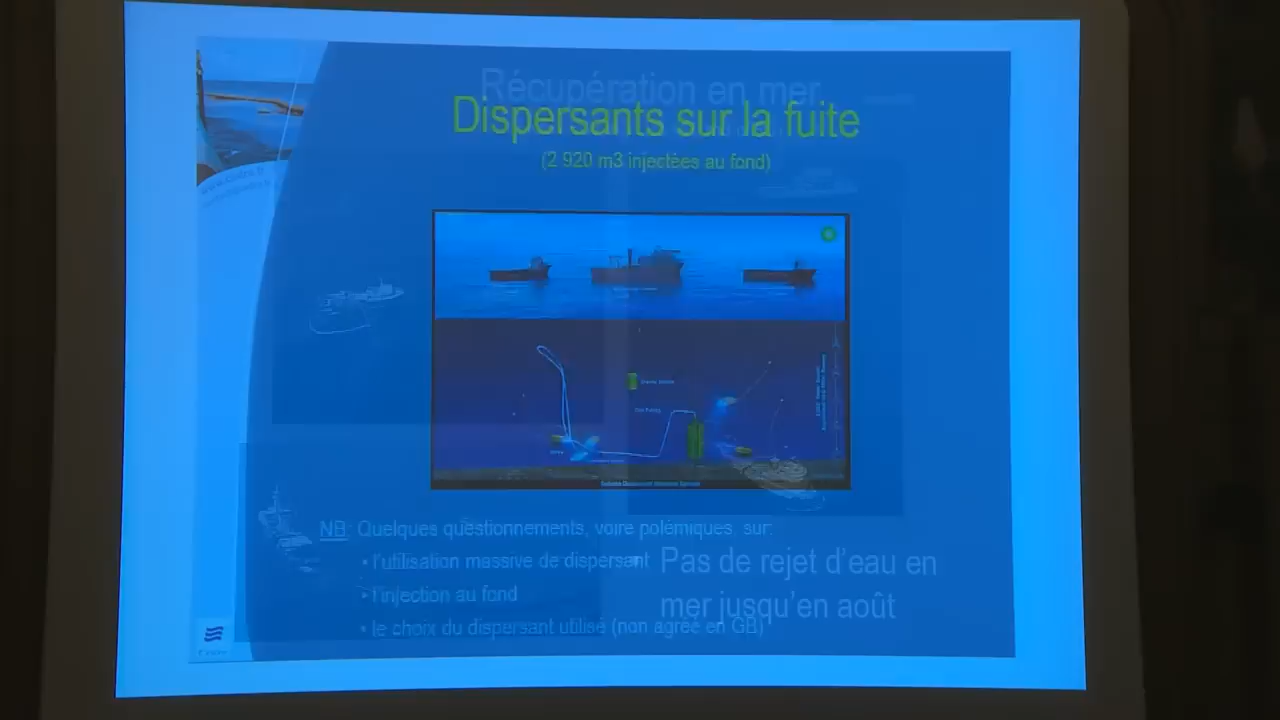 Récupération en mer
Dispersants sur la fuite
(2 920 m3 injectées au fond)
NB: Quelques questionnements, voire polémiques, sur:
• l'utilisation massive de dispersant
• Pas de rejet d'eau en
mer jusqu'en août
• l'injection au fond
• le choix du dispersant utilisé (non agréé en GB)